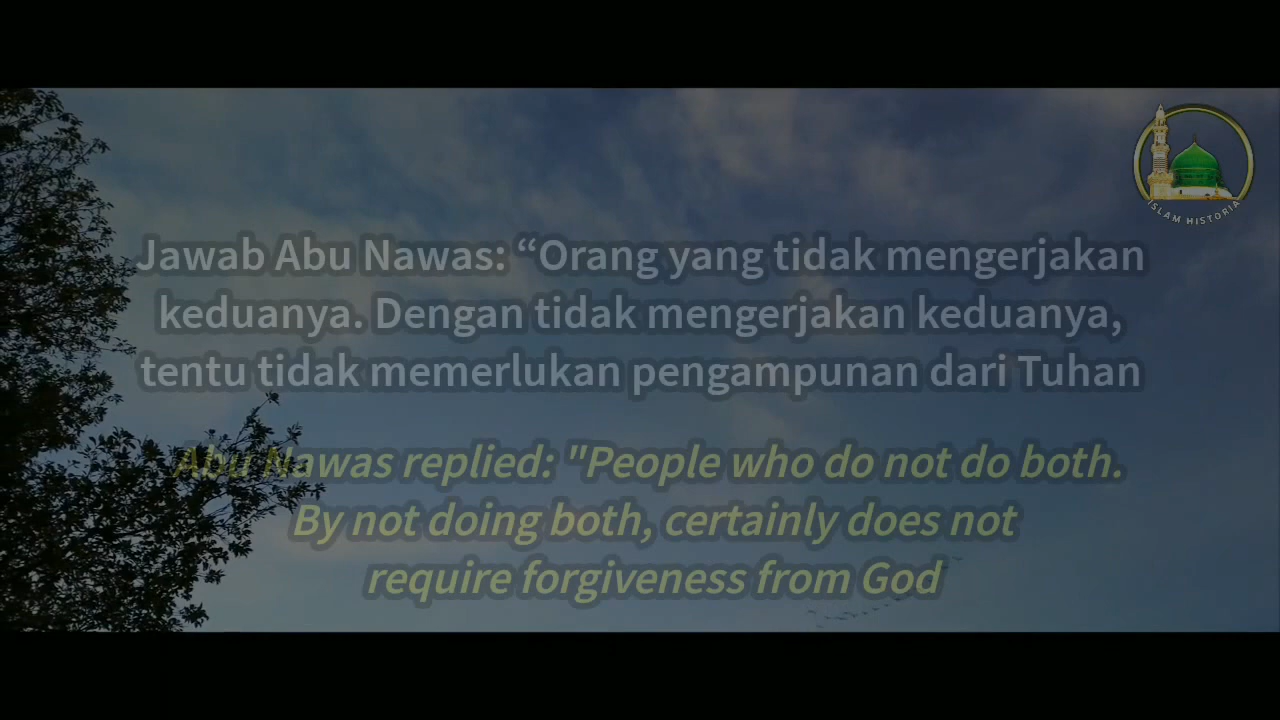 ISLAM HISTORIA
Jawab Abu Nawas: “Orang yang tidak mengerjakan
keduanya. Dengan tidak mengerjakan keduanya,
tentu tidak memerlukan pengampunan dari Tuhan
Abu Nawas replied: "People who do not do both.
By not doing both, certainly does not
require forgiveness from God